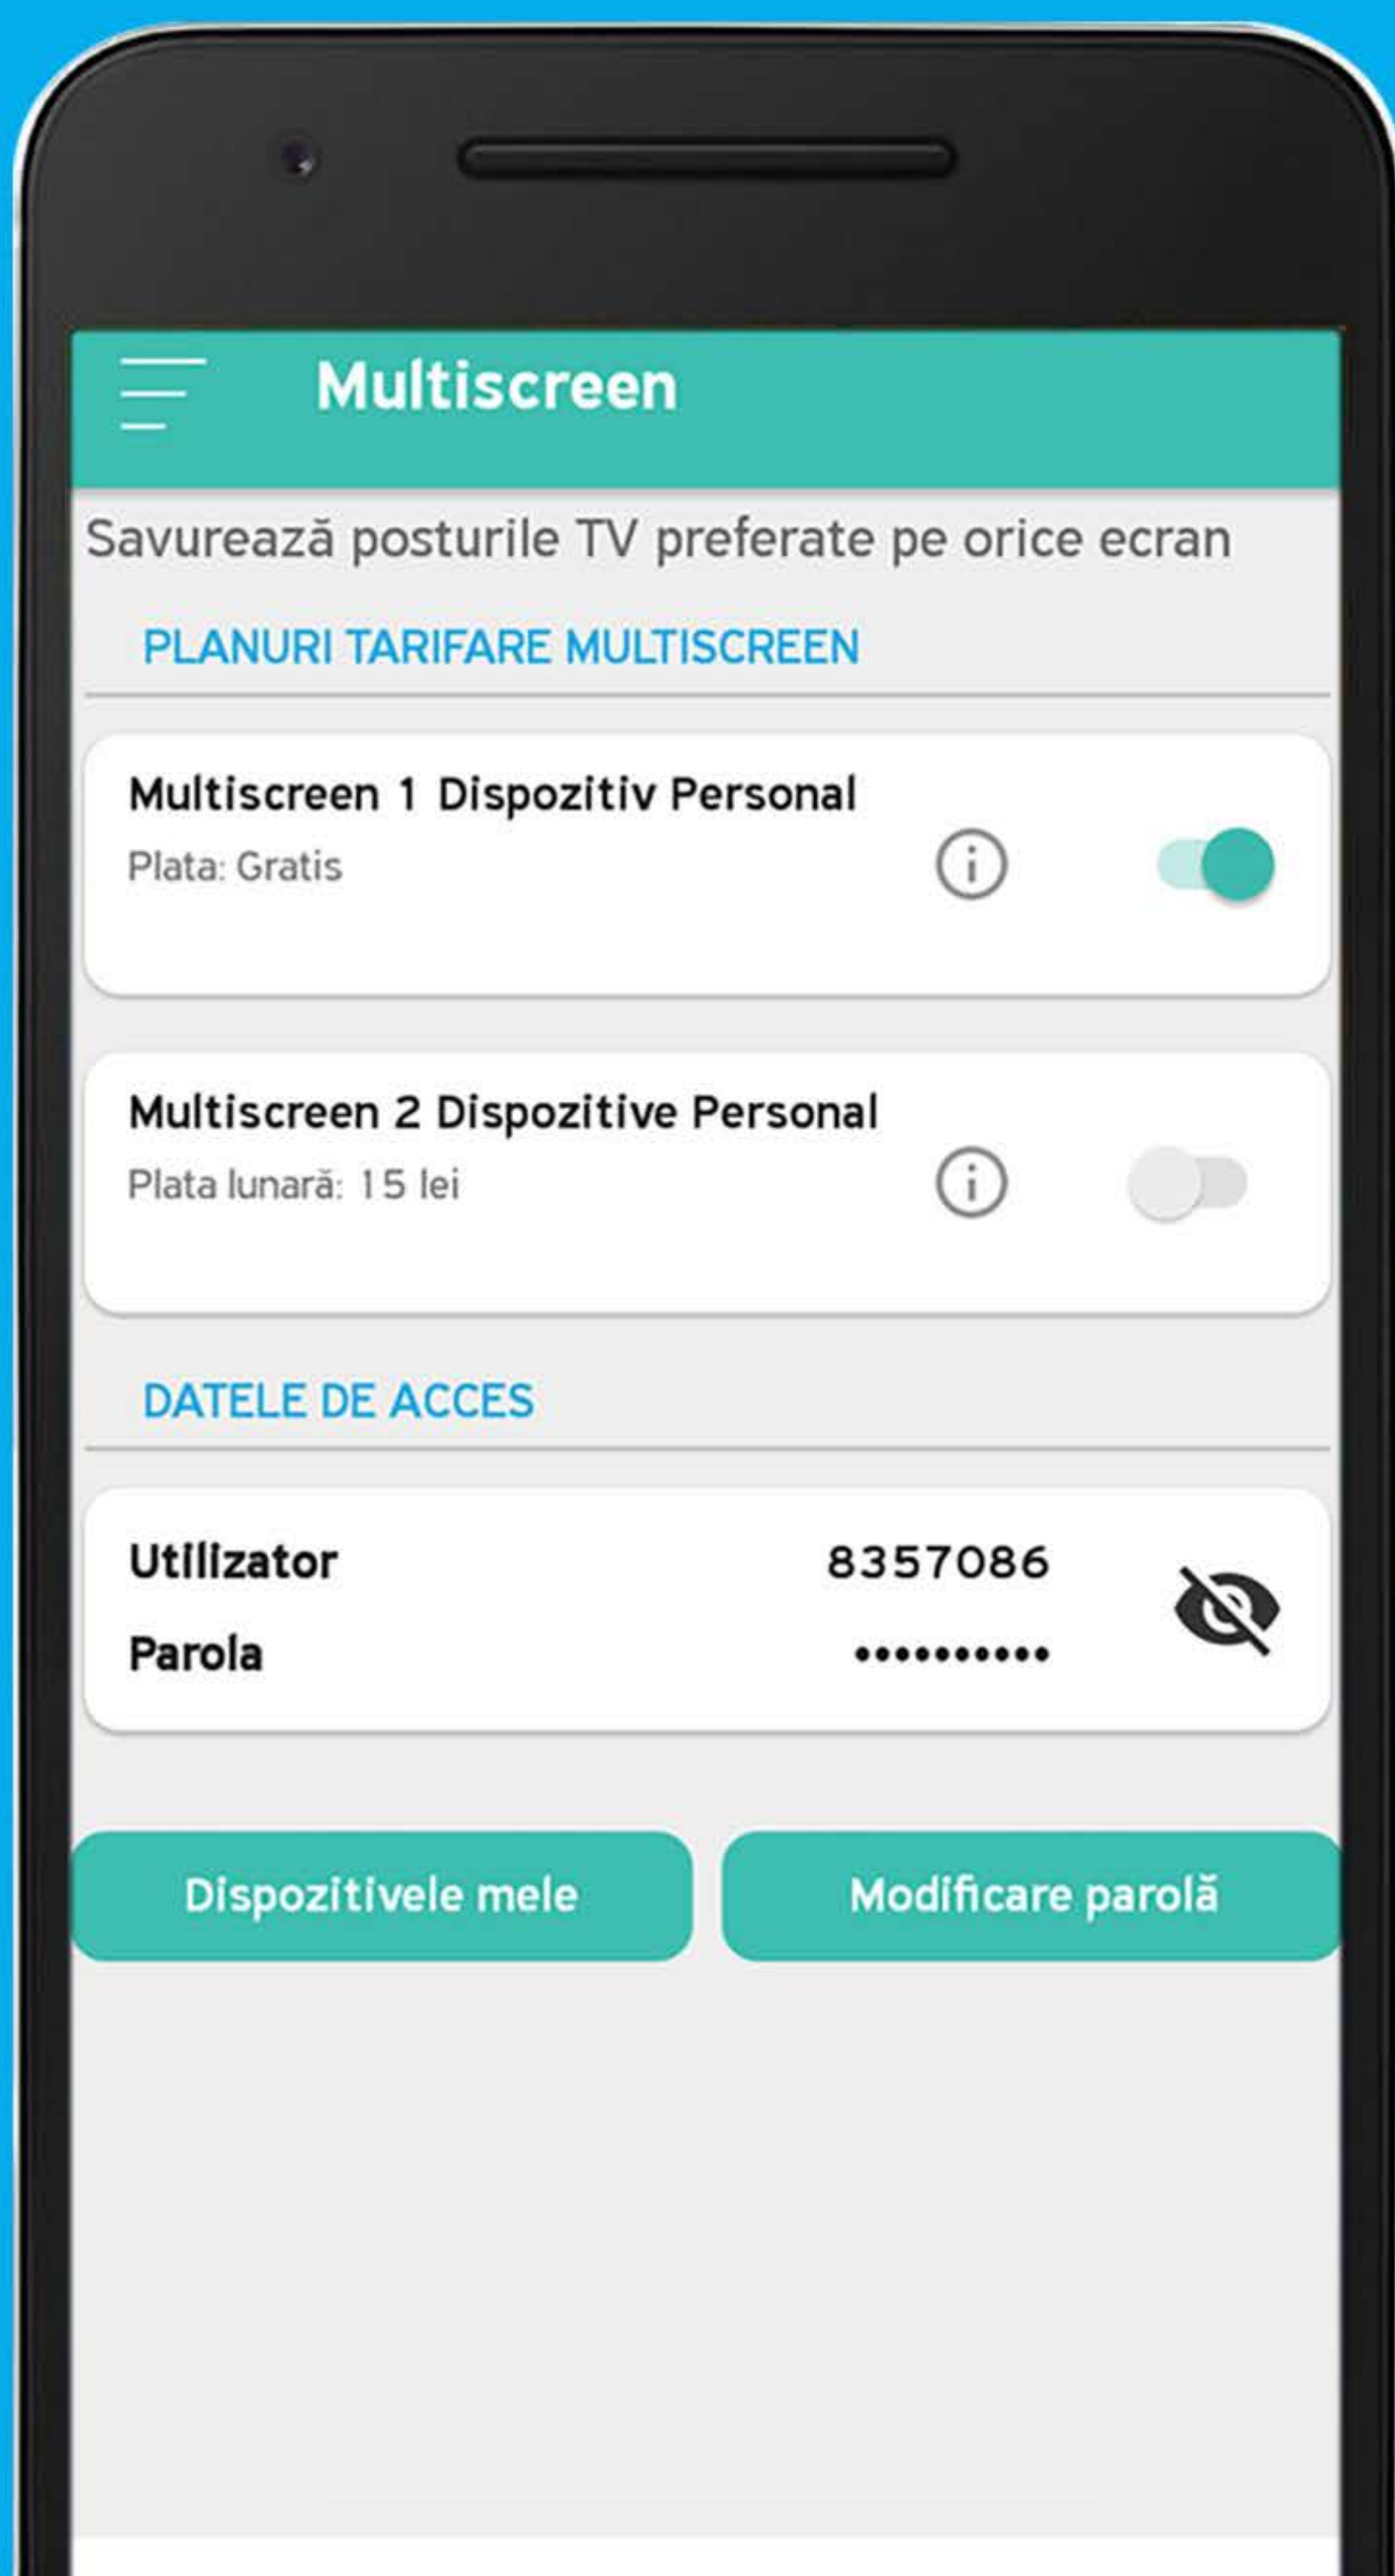 Multiscreen
Savurează posturile TV preferate pe orice ecran
PLANURI TARIFARE MULTISCREEN
Multiscreen 1 Dispozitiv Personal
Plata: Gratis
Multiscreen 2 Dispozitive Personal
Plata lunară: 15 lei
DATELE DE ACCES
Utilizator 8357086
Parola ••••••••••
Dispozitivele mele
Modificare parolă